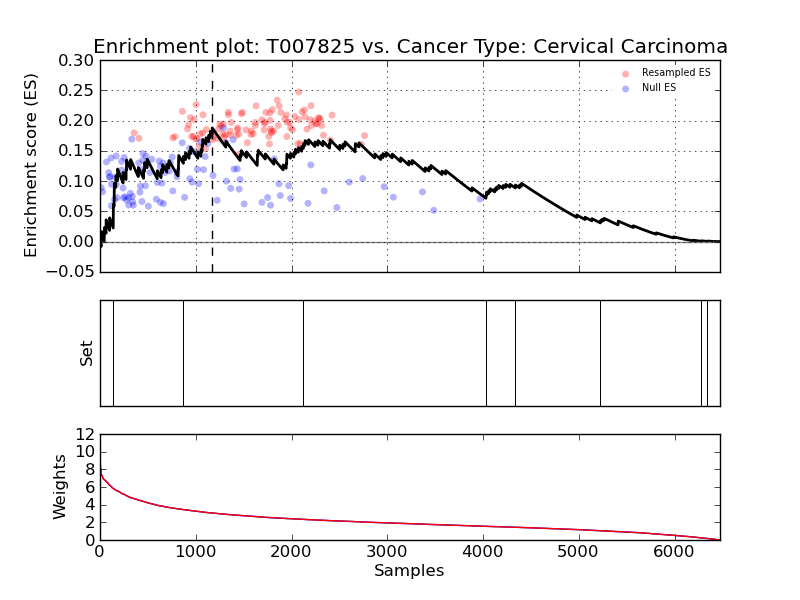 Enrichment plot: T007825 vs. Cancer Type: Cervical Carcinoma
Enrichment score (ES)
0.30
0.25
0.20
0.15
0.10
0.05
0.00
−0.05
Resampled ES
Null ES
Set
Weights
12
10
8
6
4
2
0
0 1000 2000 3000 4000 5000 6000
Samples